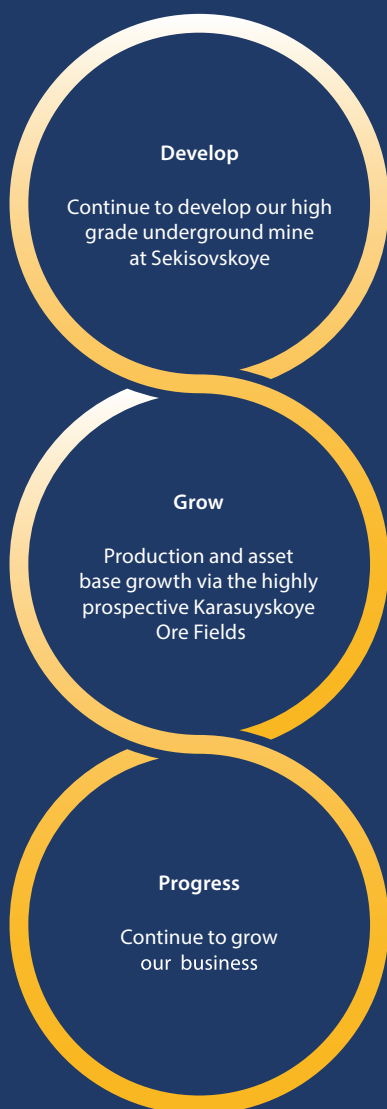 Develop
Continue to develop our high
grade underground mine
at Sekisovskoye
Grow
Production and asset
base growth via the highly
prospective Karasuyskoye
Ore Fields
Progress
Continue to grow
our business